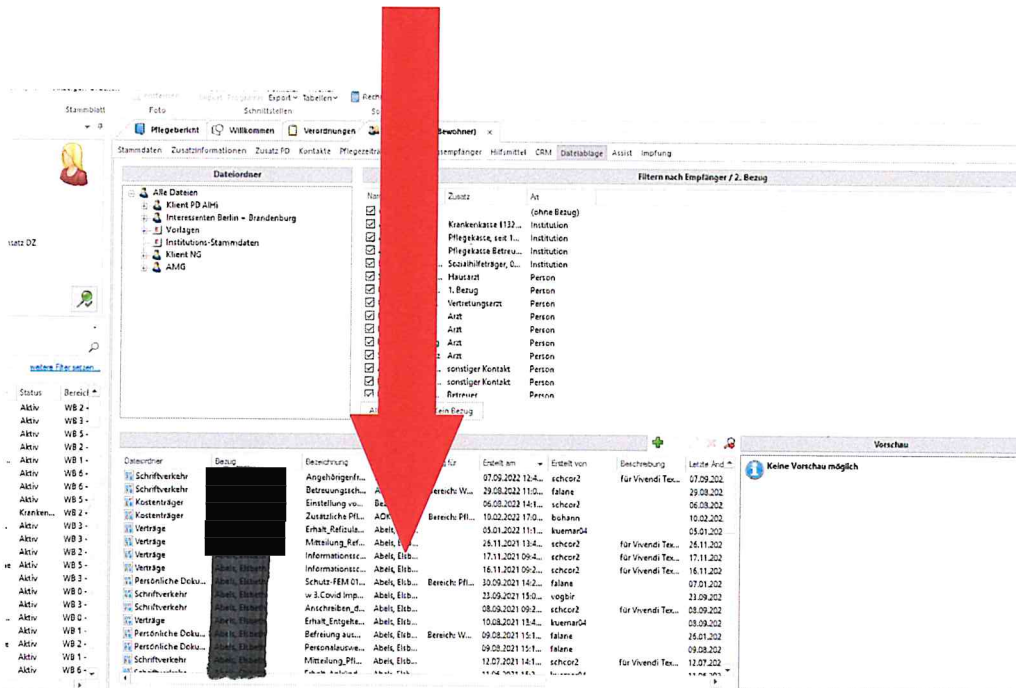 Export Tabellen
Stammblatt Foto Schnittstellen
Pflegebericht Willkommen Verordnungen Bewohner) ×
Stammdaten Zusatzinformationen Zusatz PD Kontakte Hilfsmittel CRM Dateiablage Assist Impfung
Dateiordner
Filtern nach Empfänger / 2. Bezug
Alle Dateien
Klient PD AlHi
Interessenten Berlin - Brandenburg
Vorlagen
Institutions-Stammdaten
Klient NG
AMG
Zusatz Art
(ohne Bezug)
Krankenkasse (132... Institution
Pflegekasse, seit 1... Institution
Pflegekasse Betreu... Institution
Sozialhilfeträger, 0... Institution
Hausarzt Person
1. Bezug Person
Vertretungsarzt Person
Arzt Person
Arzt Person
Arzt Person
Arzt Person
sonstiger Kontakt Person
sonstiger Kontakt Person
Betreuer Person
ein Bezug
weitere Filter setzen...
Status Bereich
Aktiv WB 2 -
Aktiv WB 3 -
Aktiv WB 5 -
Aktiv WB 2 -
Aktiv WB 1 -
Aktiv WB 6 -
Aktiv WB 6 -
Aktiv WB 5 -
Kranken... WB 2 -
Aktiv WB 3 -
Aktiv WB 3 -
Aktiv WB 2 -
Aktiv WB 5 -
Aktiv WB 3 -
Aktiv WB 0 -
Aktiv WB 3 -
Aktiv WB 0 -
Aktiv WB 1 -
Aktiv WB 2 -
Aktiv WB 1 -
Aktiv WB 6 -
Vorschau
Keine Vorschau möglich
Dateiordner Bezug Bezeichnung für Erstellt am Erstellt von Beschreibung Letzte Änd
Schriftverkehr Angehörigenfr... 07.09.2022 12:4... schcor2 für Vivendi Tex... 07.09.202
Schriftverkehr Betreuungssch... Bereich: W... 29.08.2022 11:0... falane 29.08.202
Kostenträger Einstellung vo... 06.08.2022 14:1... schcor2 06.08.202
Kostenträger Zusätzliche Pfl... AOK Bereich: Pfl... 10.02.2022 17:0... bohann 10.02.202
Verträge Erhalt_Refizula... Abels, 05.01.2022 11:1... kuemar04 05.01.202
Verträge Mitteilung_Ref... Abels, 26.11.2021 13:4... schcor2 für Vivendi Tex... 26.11.202
Verträge Informationssc... Abels, Elsb... 17.11.2021 09:4... schcor2 für Vivendi Tex... 17.11.202
Verträge Informationssc... Abels, Elsb... 16.11.2021 09:2... schcor2 für Vivendi Tex... 16.11.202
Persönliche Doku... Schutz-FEM 01... Abels, Elsb... Bereich: Pfl... 30.09.2021 14:2... falane 07.01.202
Schriftverkehr w 3.Covid Imp... Abels, Elsb... 23.09.2021 15:0... vogbir 23.09.202
Schriftverkehr Anschreiben_d... Abels, Elsb... 08.09.2021 09:2... schcor2 für Vivendi Tex... 08.09.202
Verträge Erhalt_Entgelte... Abels, Elsb... 10.08.2021 13:4... kuemar04 08.09.202
Persönliche Doku... Befreiung aus... Abels, Elsb... Bereich: W... 09.08.2021 15:1... falane 26.01.202
Persönliche Doku... Personalauswe... Abels, Elsb... 09.08.2021 15:1... falane 09.08.202
Schriftverkehr Mitteilung_Pfl... Abels, Elsb... 12.07.2021 14:1... schcor2 für Vivendi Tex... 12.07.202